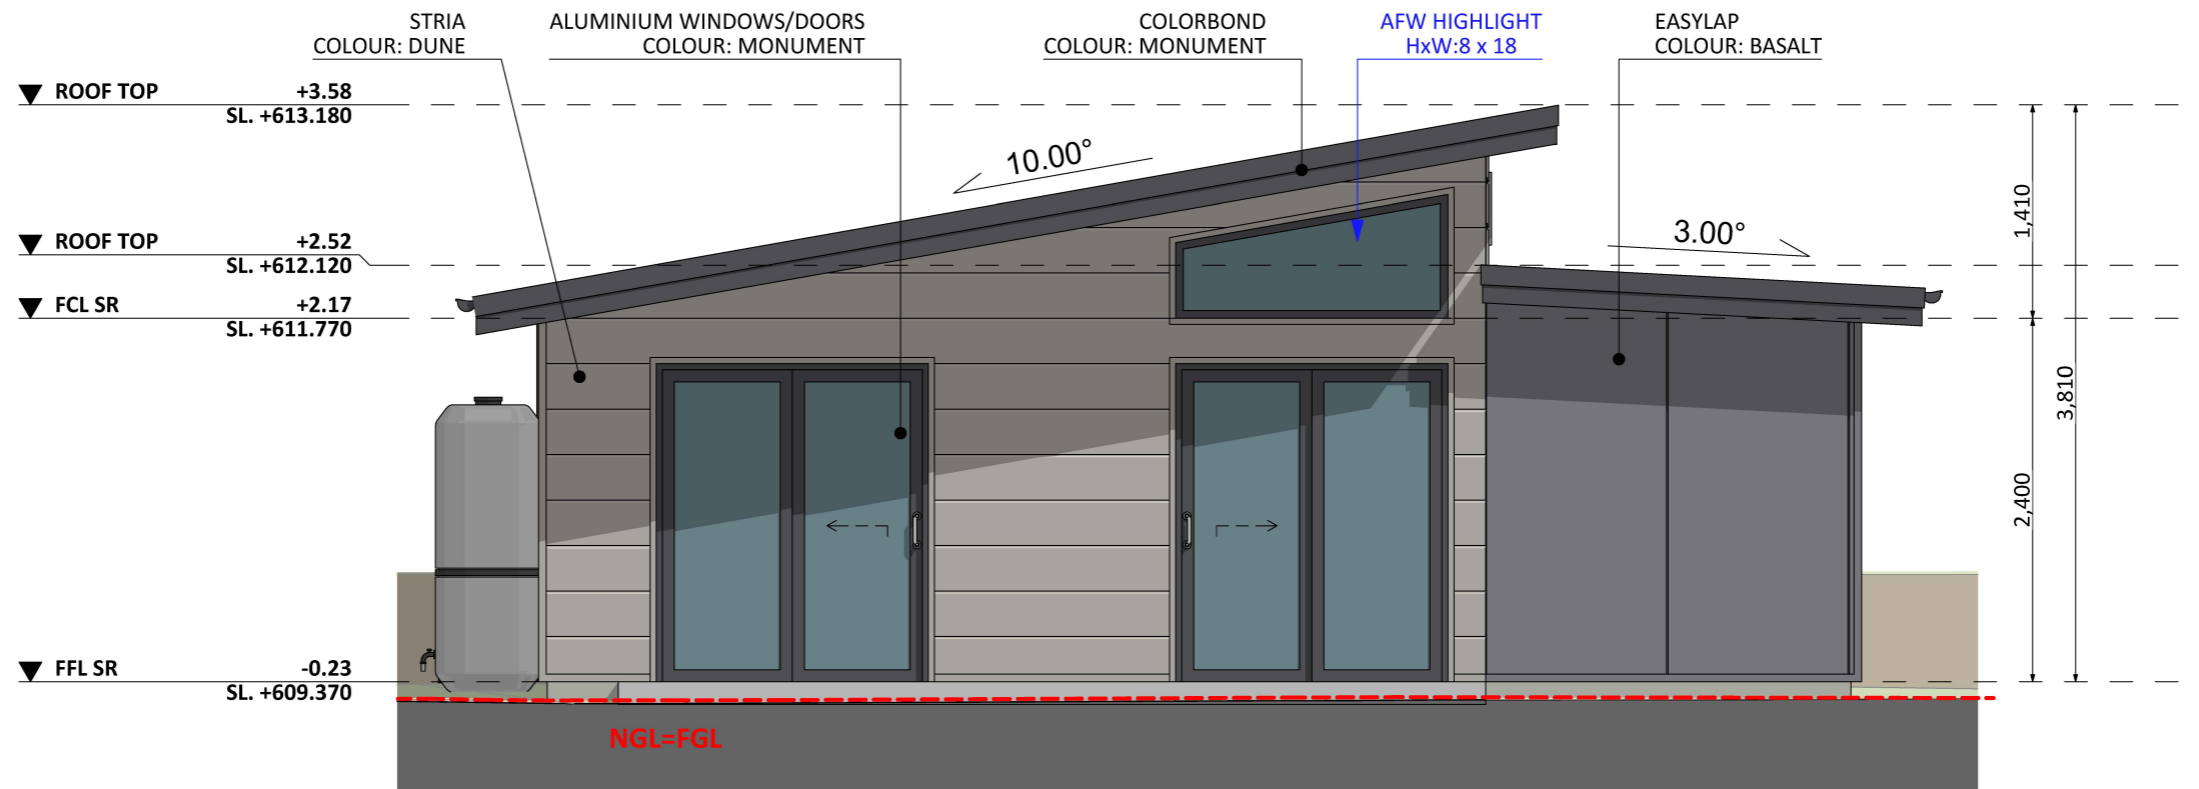 STRIA
COLOUR: DUNE
ALUMINIUM WINDOWS/DOORS
COLOUR: MONUMENT
COLORBOND
COLOUR: MONUMENT
AFW HIGHLIGHT
HxW:8 x 18
EASYLAP
COLOUR: BASALT
ROOF TOP +3.58
SL. +613.180
10.00°
1,410
ROOF TOP +2.52
SL. +612.120
3.00°
FCL SR +2.17
SL. +611.770
3,810
2,400
FFL SR -0.23
SL. +609.370
NGL=FGL